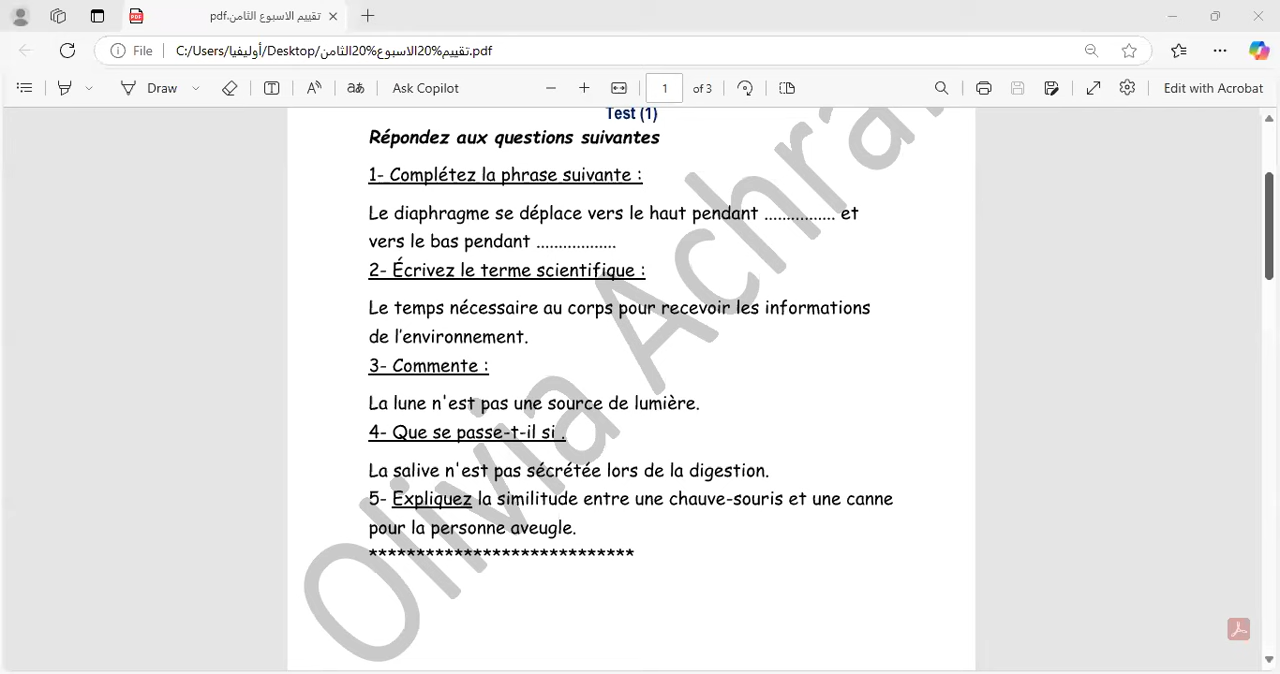 تقييم الاسبوع الثامن.pdf
File
C:/Users/أوليفيا/Desktop/تقييم%20الاسبوع%20الثامن.pdf
Draw
aあ
Ask Copilot
1
of 3
Edit with Acrobat
Test (1)
Répondez aux questions suivantes
1- Complétez la phrase suivante :
Le diaphragme se déplace vers le haut pendant ................ et
vers le bas pendant ..................
2- Écrivez le terme scientifique :
Le temps nécessaire au corps pour recevoir les informations
de l'environnement.
3- Commente :
La lune n'est pas une source de lumière.
4- Que se passe-t-il si .
La salive n'est pas sécrétée lors de la digestion.
5- Expliquez la similitude entre une chauve-souris et une canne
pour la personne aveugle.
****************************
Olivia Achra